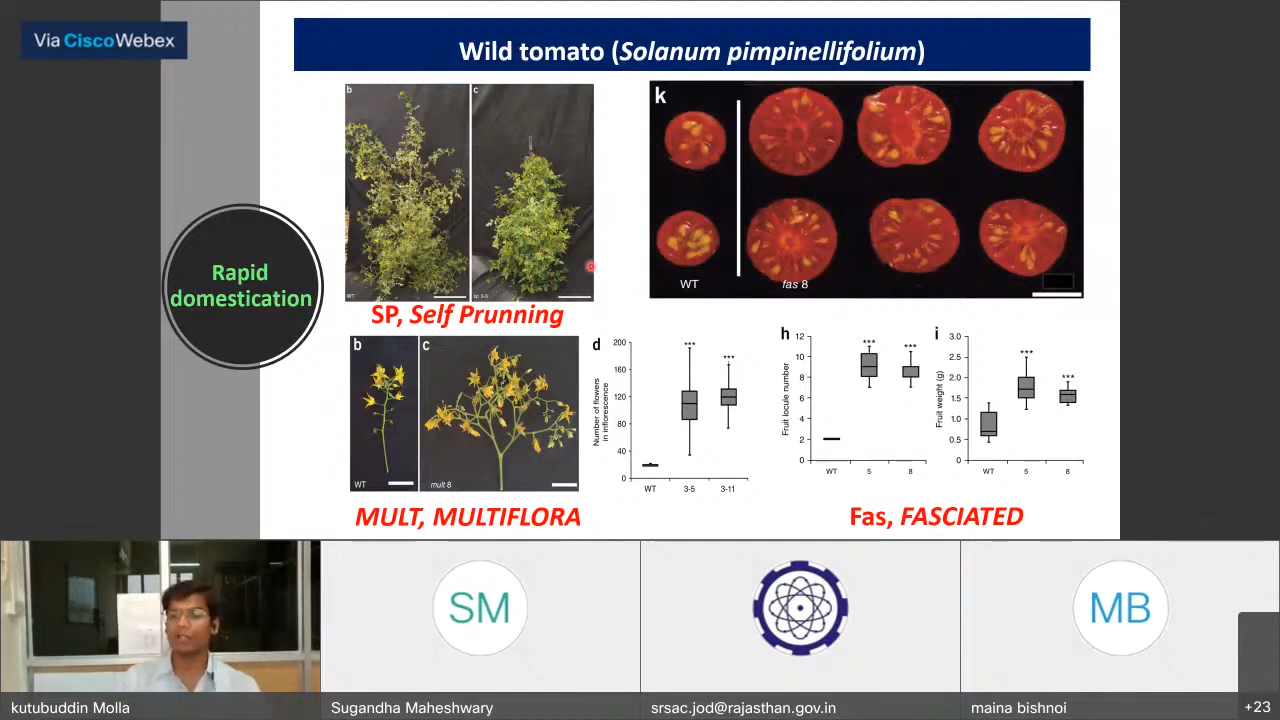 Via Cisco Webex
Wild tomato (Solanum pimpinellifolium)
Rapid
domestication
b
c
WT
SP, Self Prunning
k
WT
fas 8
b
c
WT
mult 8
MULT, MULTIFLORA
d
Number of flowers
in inflorescence
200
160
120
80
40
0
***
***
WT
3-5
3-11
h
Fruit locule number
12
10
8
6
4
2
0
***
***
WT
5
8
i
Fruit weight (g)
3.0
2.5
2.0
1.5
1.0
0.5
0
***
***
WT
5
8
Fas, FASCIATED
SM
MB
kutubuddin Molla
Sugandha Maheshwary
srsac.jod@rajasthan.gov.in
maina bishnoi
+23